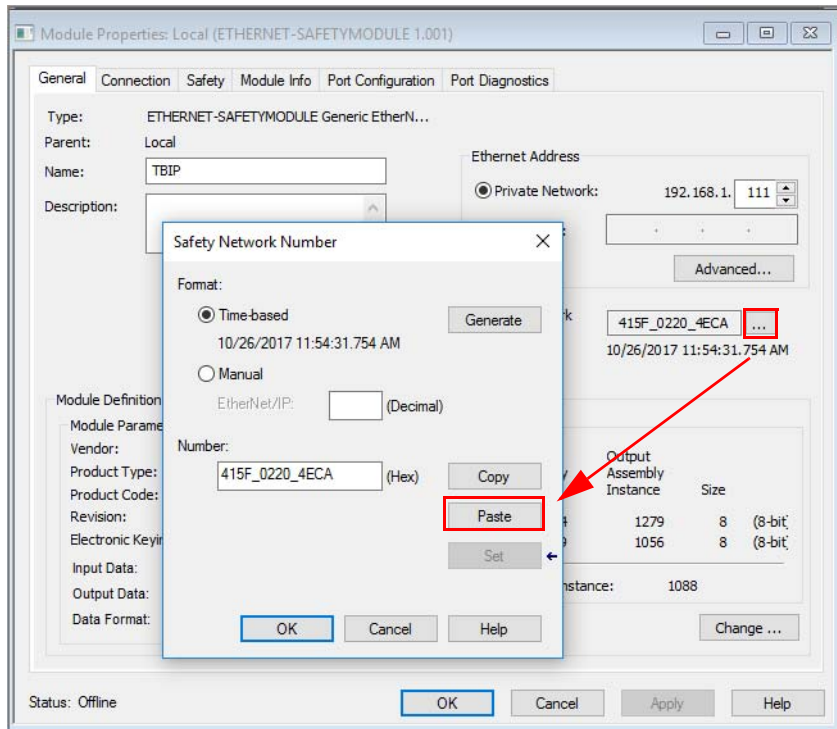 Module Properties: Local (ETHERNET-SAFETYMODULE 1.001)
General Connection Safety Module Info Port Configuration Port Diagnostics
Type: ETHERNET-SAFETYMODULE Generic EtherN...
Parent: Local
Name: TBIP
Description:
Ethernet Address
Private Network: 192.168.1. 111
Advanced...
415F_0220_4ECA ...
10/26/2017 11:54:31.754 AM
Safety Network Number
Format:
Time-based Generate
10/26/2017 11:54:31.754 AM
Manual
EtherNet/IP: (Decimal)
Number:
415F_0220_4ECA (Hex) Copy
Paste
Set
OK Cancel Help
Module Definition
Module Parame
Vendor:
Product Type:
Product Code:
Revision:
Electronic Keyin
Input Data:
Output Data:
Data Format:
Output
Assembly
Instance Size
1279 8 (8-bit)
1056 8 (8-bit)
nstance: 1088
Change ...
Status: Offline OK Cancel Apply Help